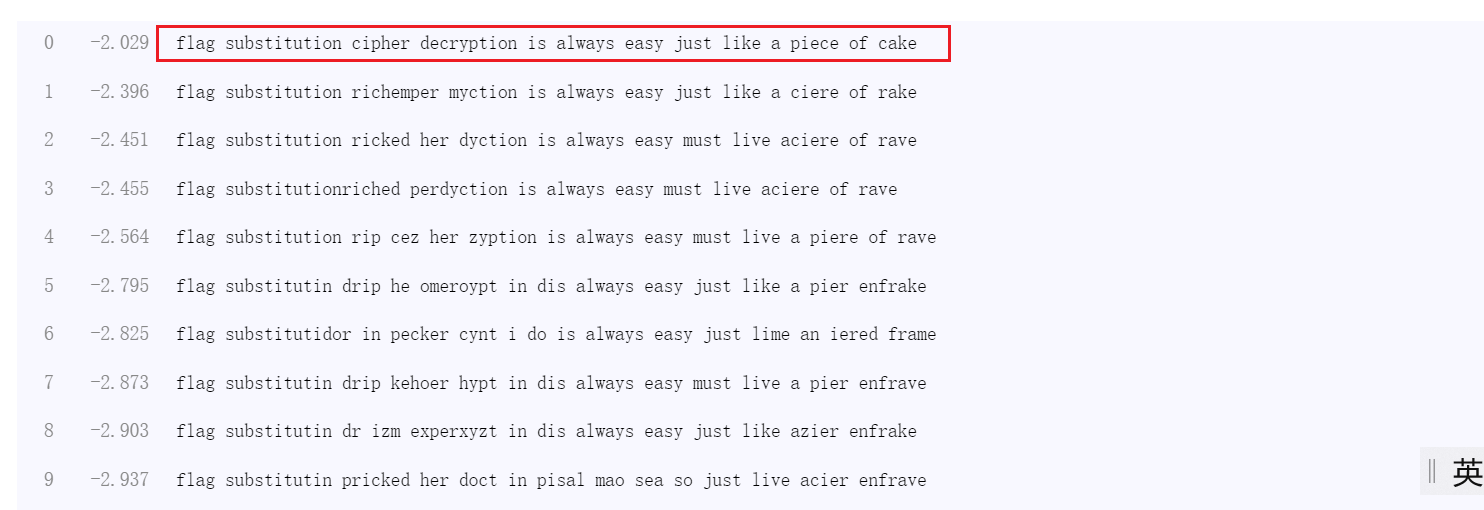 0 -2.029 flag substitution cipher decryption is always easy just like a piece of cake
1 -2.396 flag substitution richemper myction is always easy just like a ciere of rake
2 -2.451 flag substitution ricked her dyction is always easy must live aciere of rave
3 -2.455 flag substitutionriched perdyction is always easy must live aciere of rave
4 -2.564 flag substitution rip cez her zyption is always easy must live a piere of rave
5 -2.795 flag substitutin drip he omeroypt in dis always easy just like a pier enfrake
6 -2.825 flag substitutidor in pecker cynt i do is always easy just lime an iered frame
7 -2.873 flag substitutin drip kehoer hypt in dis always easy must live a pier enfrave
8 -2.903 flag substitutin dr izm experxyzt in dis always easy just like azier enfrake
9 -2.937 flag substitutin pricked her doct in pisal mao sea so just live acier enfrave
英